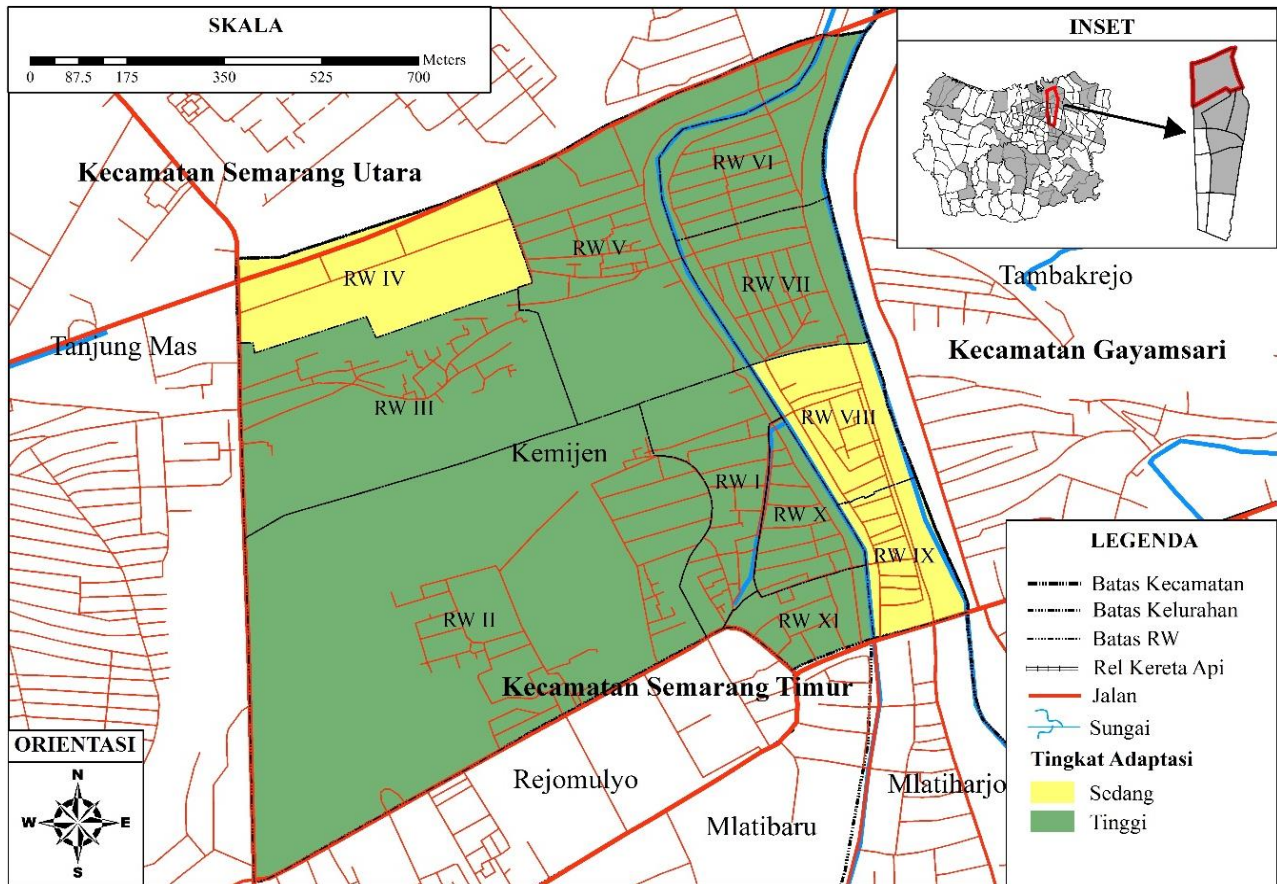 SKALA
Meters
0 87.5 175 350 525 700
INSET
Kecamatan Semarang Utara
RW VI
RW V
RW IV
RW VII
Tambakrejo
Tanjung Mas
Kecamatan Gayamsari
RW III
RW VIII
Kemijen
RW I
RW X
RW IX
RW II
RW XI
Kecamatan Semarang Timur
Rejomulyo
Mlatibaru
Mlatiharjo
ORIENTASI
N
W E
S
LEGENDA
Batas Kecamatan
Batas Kelurahan
Batas RW
Rel Kereta Api
Jalan
Sungai
Tingkat Adaptasi
Sedang
Tinggi